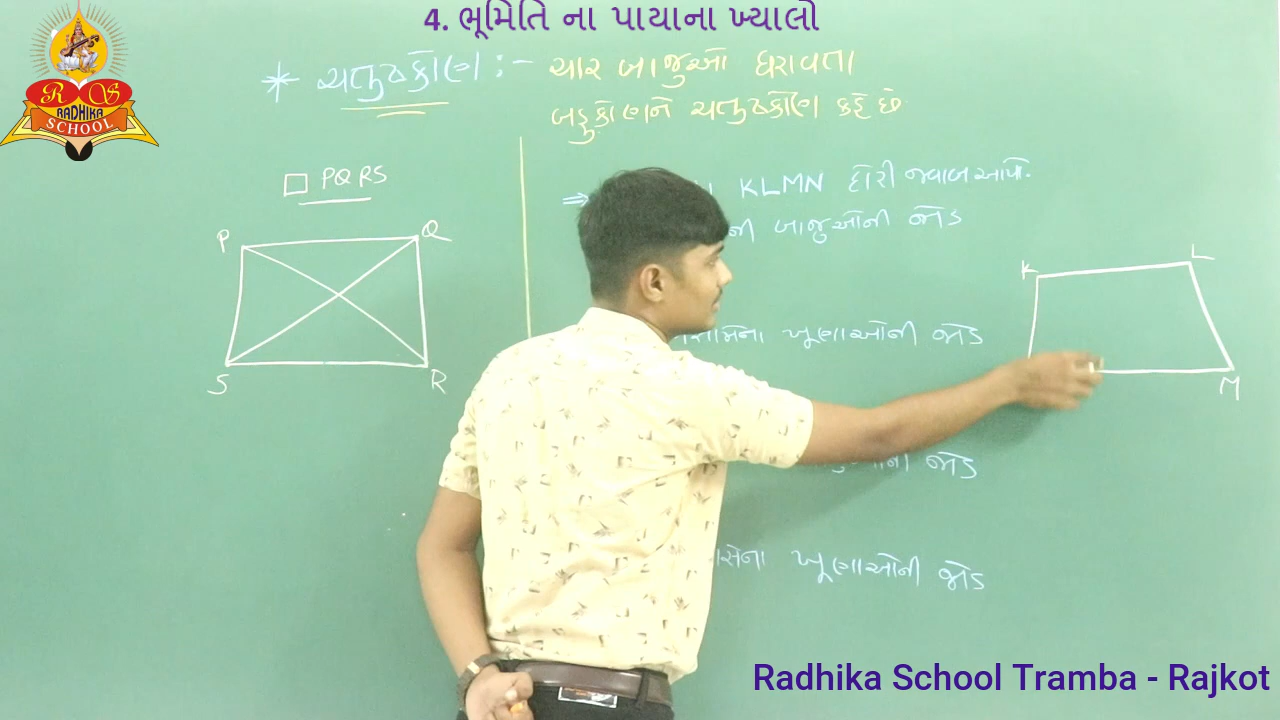 4. ભૂમિતિ ના પાયાના ખ્યાલો
R S
RADHIKA
SCHOOL
* ચતુષ્કોણ :- ચાર બાજુઓ ધરાવતા
બહુકોણને ચતુષ્કોણ કહે છે
□ PQRS
P
Q
S
R
⇒ KLMN દોરી જવાબ આપો.
ની બાજુઓની જોડ
K
L
M
ખૂણાઓની જોડ
જોડ
ખૂણાઓની જોડ
Radhika School Tramba - Rajkot